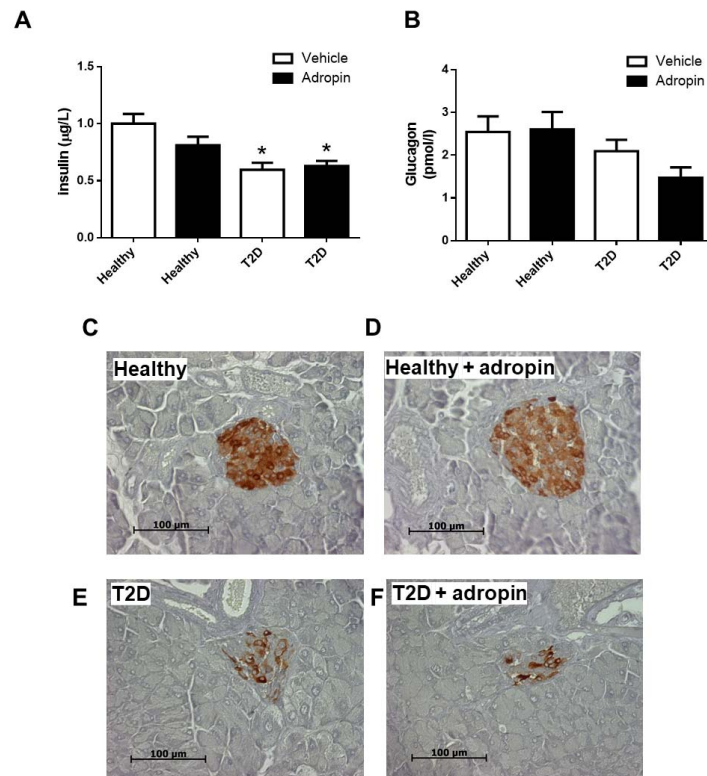 A
Vehicle
Adropin
insulin (µg/L)
1.5
1.0
0.5
0.0
* *
Healthy Healthy T2D T2D
B
Vehicle
Adropin
Glucagon
(pmol/l)
4
3
2
1
0
Healthy Healthy T2D T2D
C
Healthy
100 µm
D
Healthy + adropin
100 µm
E
T2D
100 µm
F
T2D + adropin
100 µm